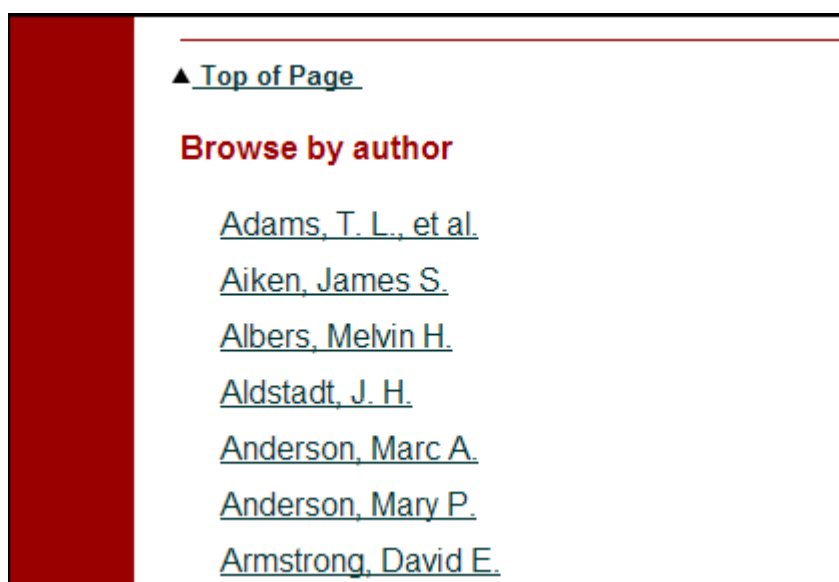 ▲ Top of Page
Browse by author
Adams, T. L., et al.
Aiken, James S.
Albers, Melvin H.
Aldstadt, J. H.
Anderson, Marc A.
Anderson, Mary P.
Armstrong, David E.